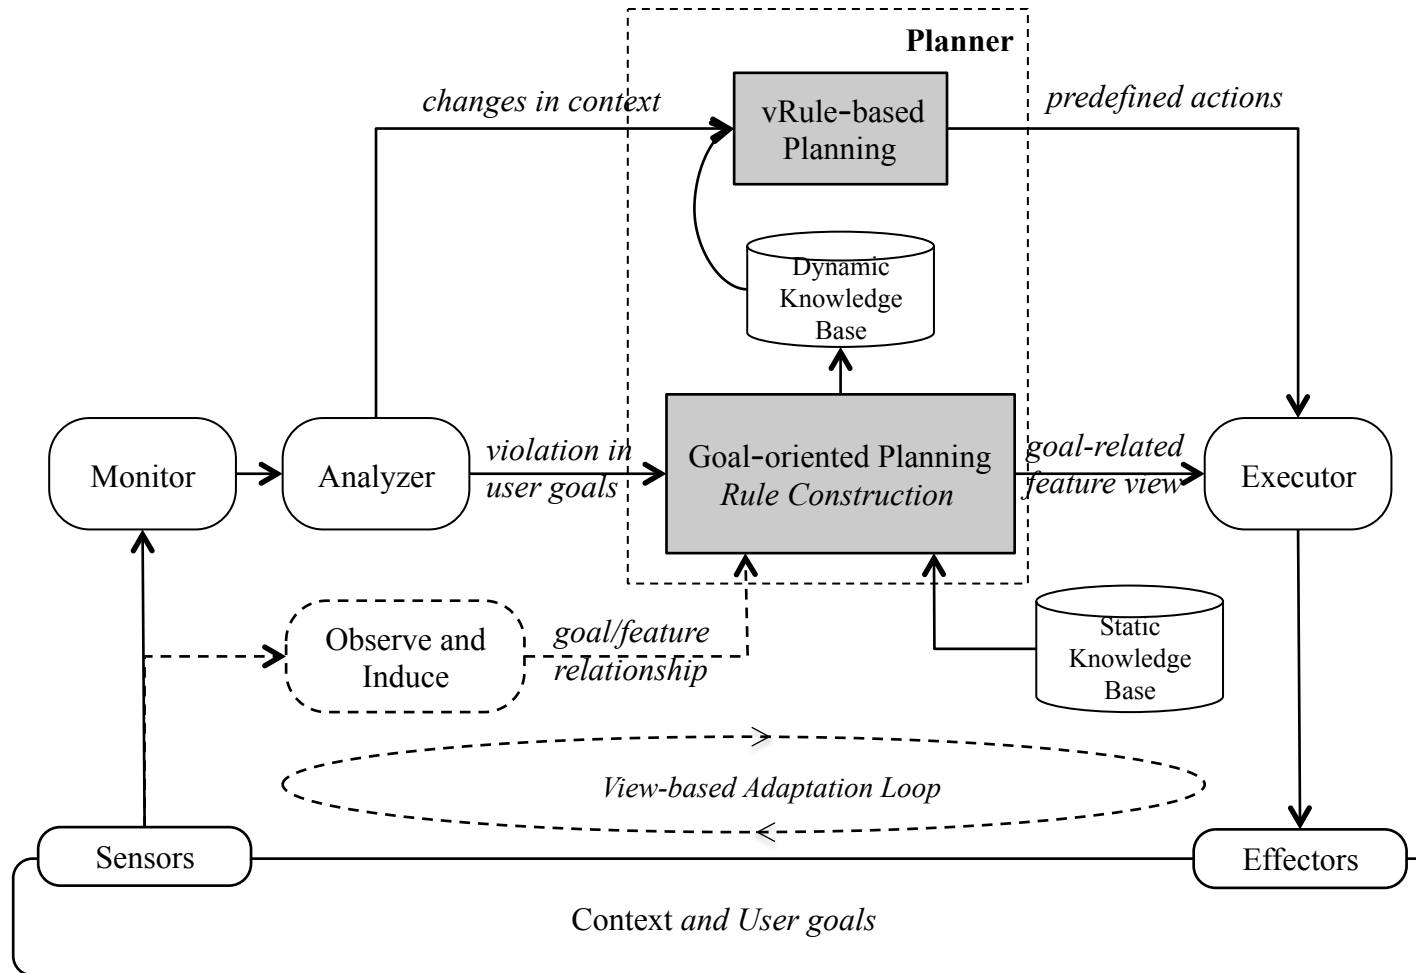 Planner
changes in context
vRule-based
Planning
predefined actions
Dynamic
Knowledge
Base
Monitor
Analyzer
violation in
user goals
Goal-oriented Planning
Rule Construction
goal-related
feature view
Executor
Observe and
Induce
goal/feature
relationship
Static
Knowledge
Base
View-based Adaptation Loop
Sensors
Effectors
Context and User goals